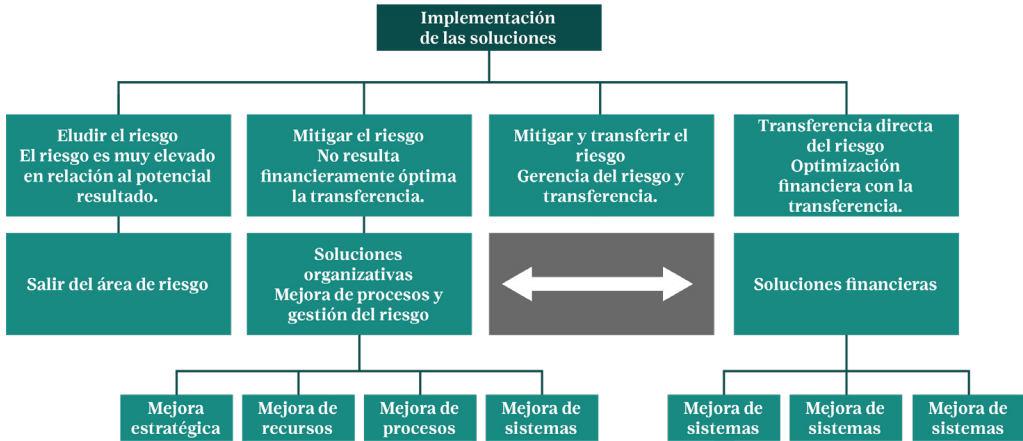 Implementación
de las soluciones
Eludir el riesgo
El riesgo es muy elevado
en relación al potencial
resultado.
Mitigar el riesgo
No resulta
financieramente óptima
la transferencia.
Mitigar y transferir el
riesgo
Gerencia del riesgo y
transferencia.
Transferencia directa
del riesgo
Optimización
financiera con la
transferencia.
Salir del área de riesgo
Soluciones
organizativas
Mejora de procesos y
gestión del riesgo
Soluciones financieras
Mejora
estratégica
Mejora de
recursos
Mejora de
procesos
Mejora de
sistemas
Mejora de
sistemas
Mejora de
sistemas
Mejora de
sistemas